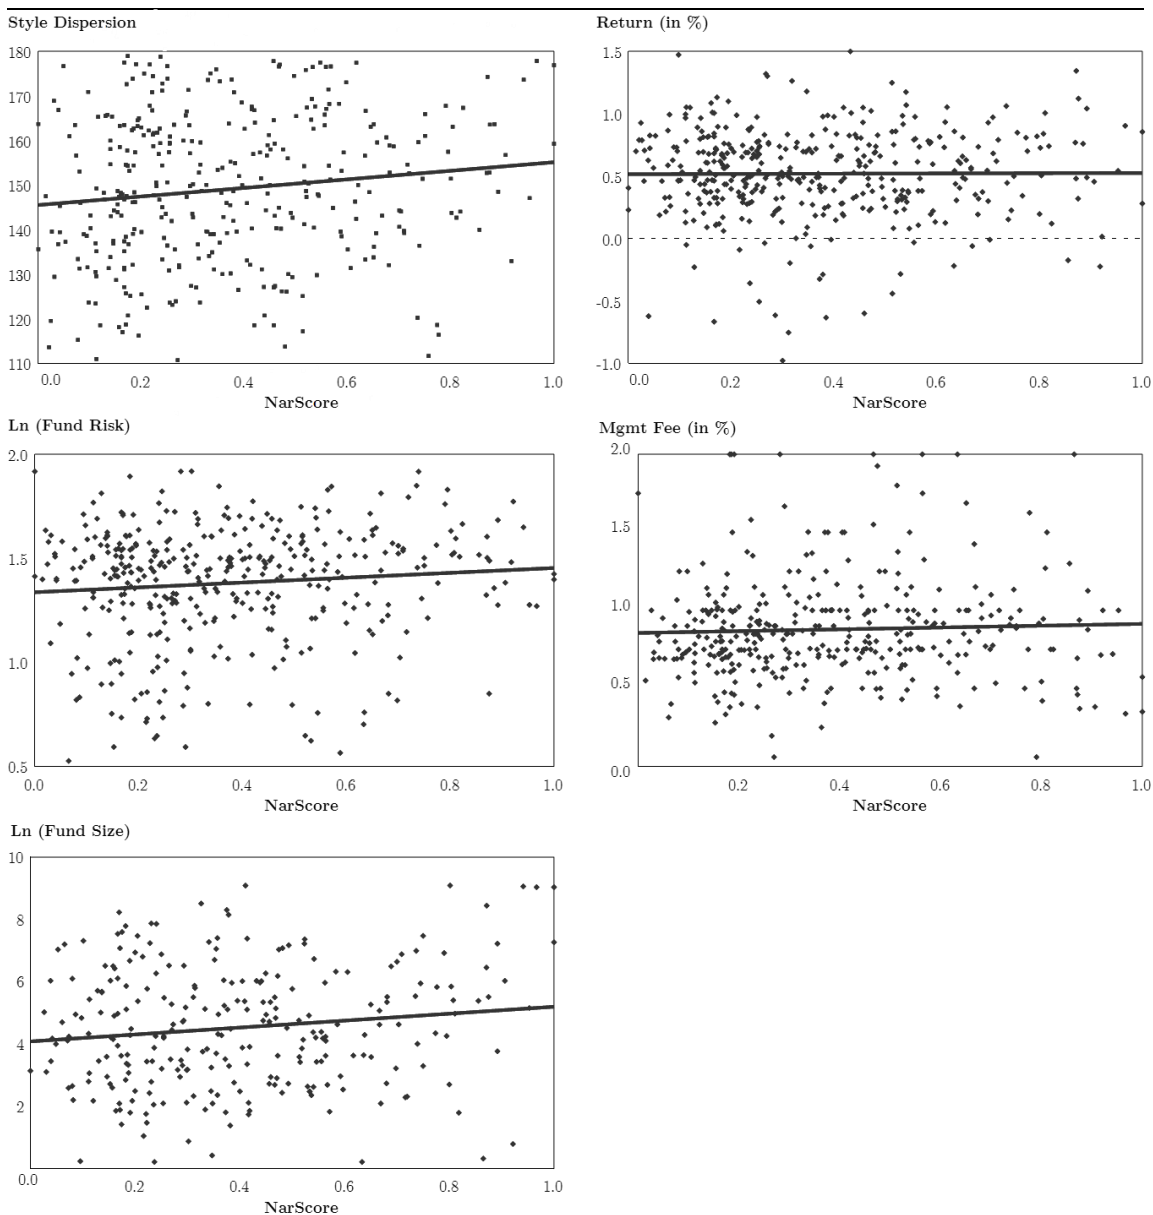 Style Dispersion
180
170
160
150
140
130
120
110
0.0 0.2 0.4 0.6 0.8 1.0
NarScore
Return (in %)
1.5
1.0
0.5
0.0
-0.5
-1.0
0.0 0.2 0.4 0.6 0.8 1.0
NarScore
Ln (Fund Risk)
2.0
1.5
1.0
0.5
0.0 0.2 0.4 0.6 0.8 1.0
NarScore
Mgmt Fee (in %)
2.0
1.5
1.0
0.5
0.0
0.2 0.4 0.6 0.8 1.0
NarScore
Ln (Fund Size)
10
8
6
4
2
0.0 0.2 0.4 0.6 0.8 1.0
NarScore